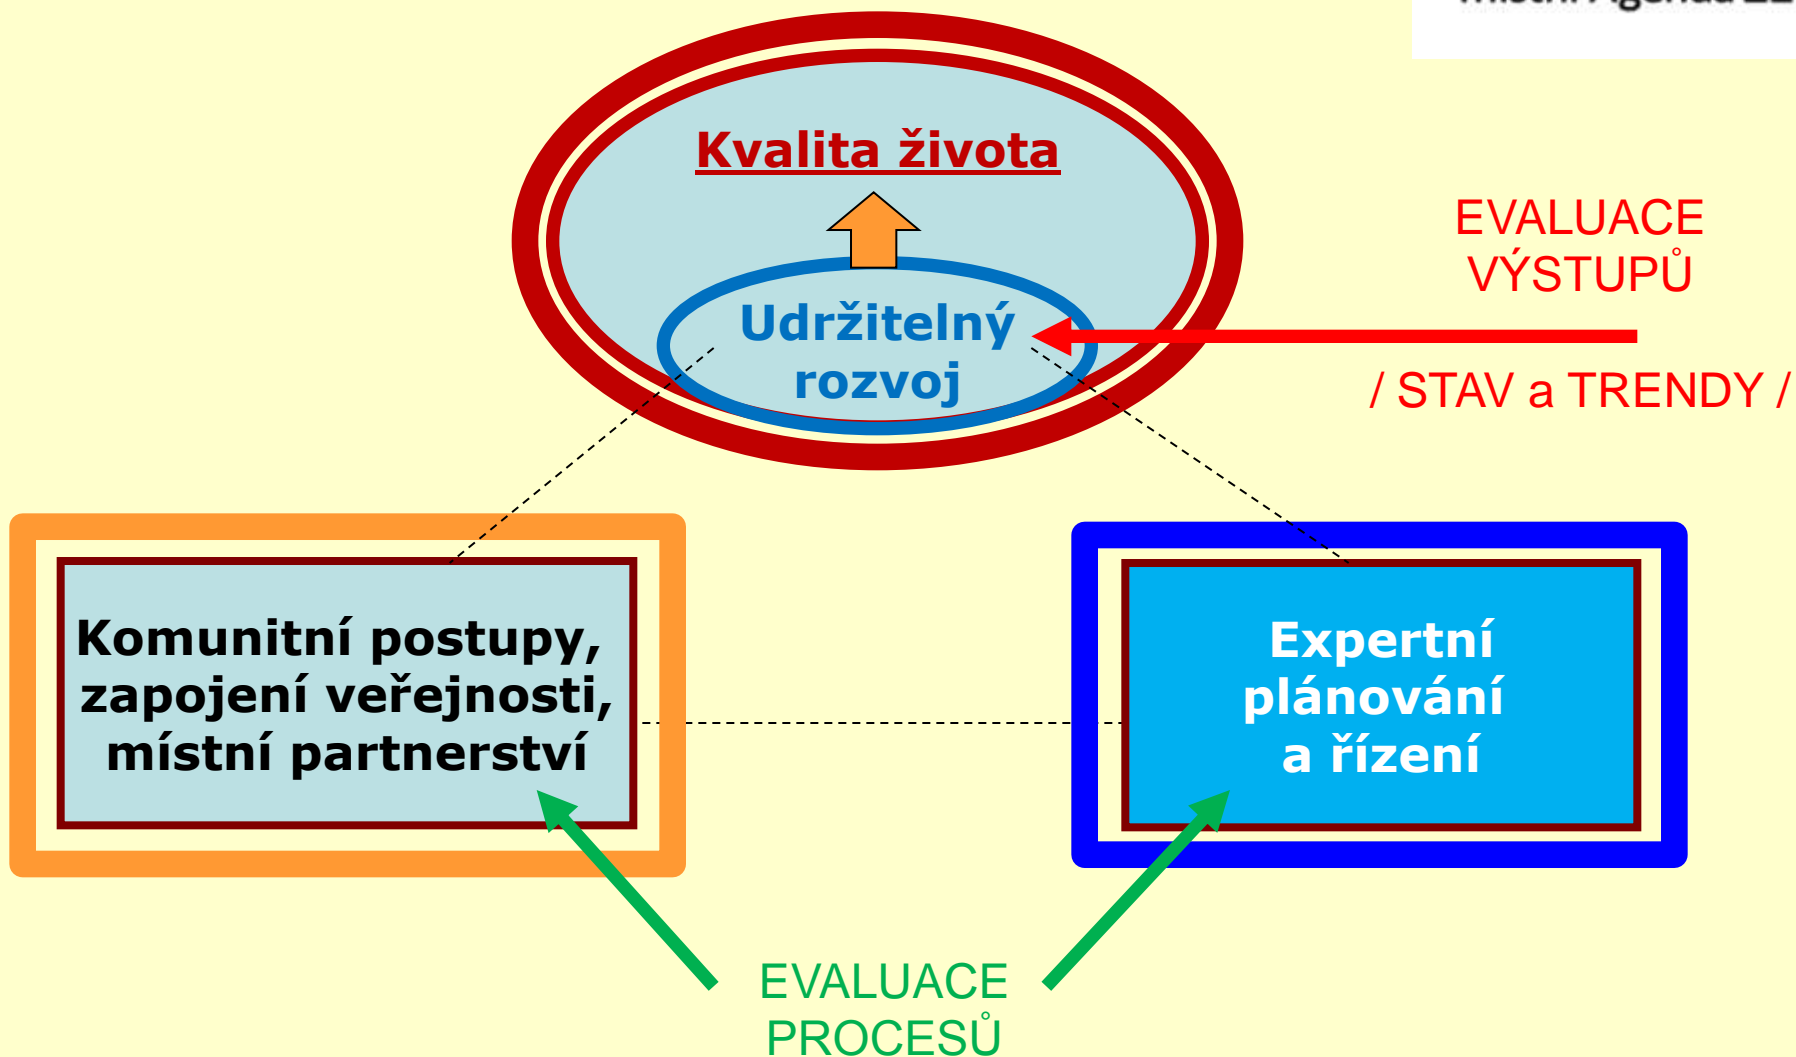 Kvalita života
EVALUACE
VÝSTUPŮ
Udržitelný
rozvoj
/ STAV a TRENDY /
Komunitní postupy,
zapojení veřejnosti,
místní partnerství
Expertní
plánování
a řízení
EVALUACE
PROCESŮ